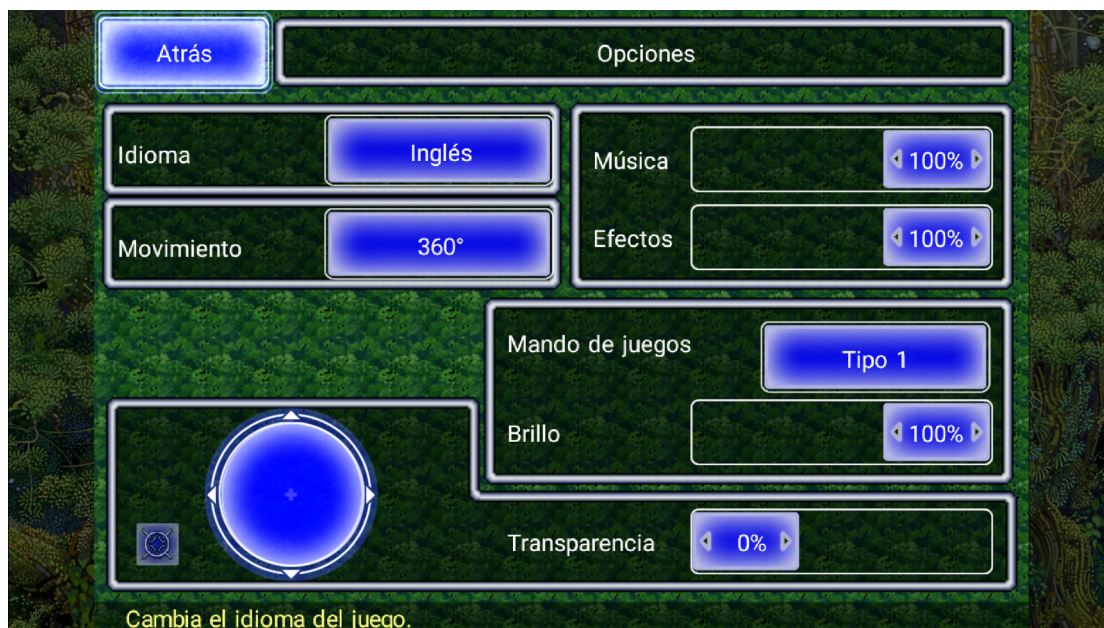 Atrás
Opciones
Idioma
Inglés
Música
100%
Movimiento
360°
Efectos
100%
Mando de juegos
Tipo 1
Brillo
100%
Transparencia
0%
Cambia el idioma del juego.